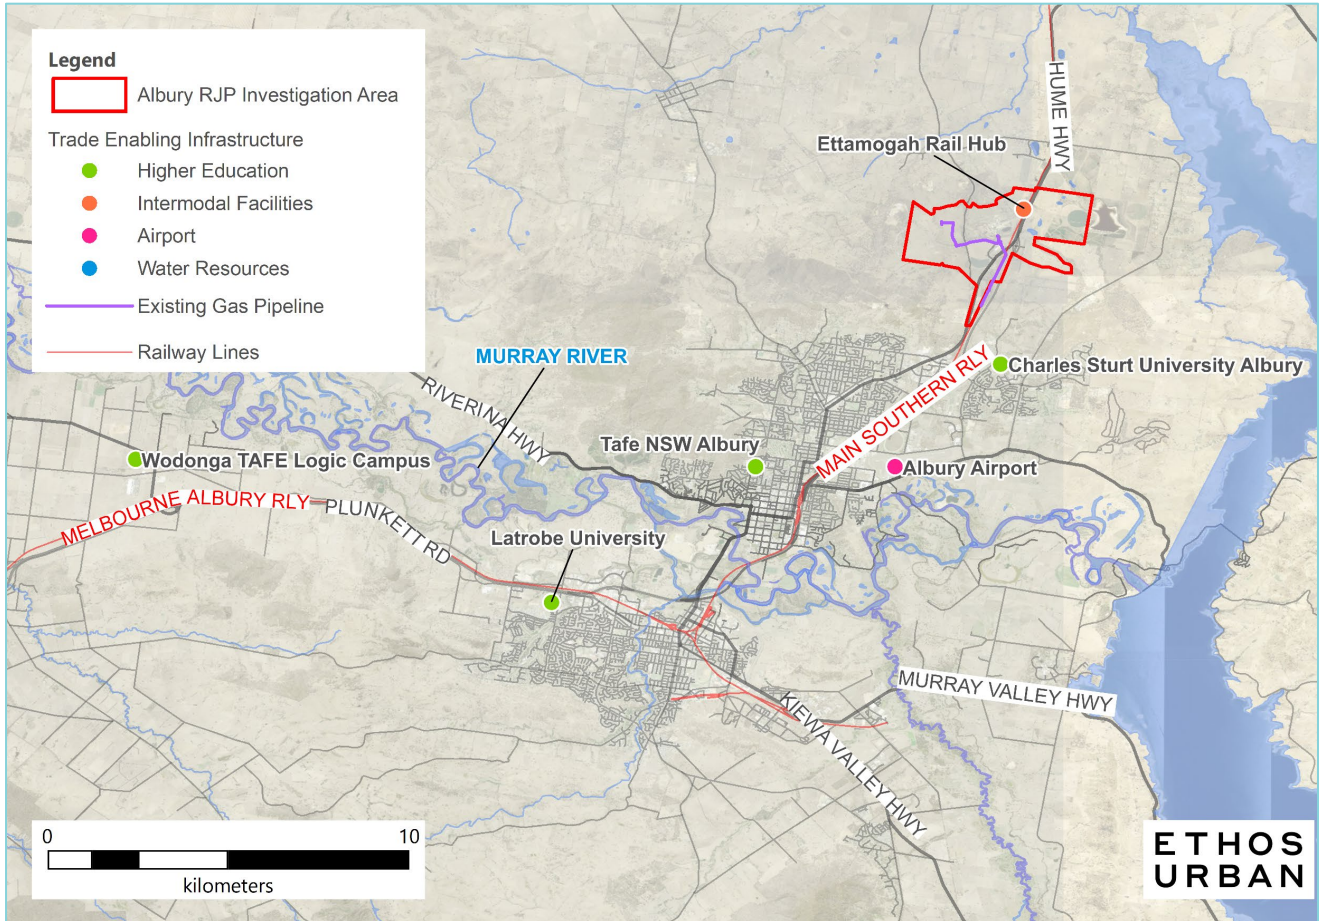 Legend
Albury RJP Investigation Area
Trade Enabling Infrastructure
Higher Education
Intermodal Facilities
Airport
Water Resources
Existing Gas Pipeline
Railway Lines
HUME HWY
Ettamogah Rail Hub
MURRAY RIVER
RIVERINA HWY
MAIN SOUTHERN RLY
Charles Sturt University Albury
Tafe NSW Albury
Albury Airport
Wodonga TAFE Logic Campus
MELBOURNE ALBURY RLY
PLUNKETT RD
Latrobe University
MURRAY VALLEY HWY
KIEWA VALLEY HWY
0 10
kilometers
ETHOS
URBAN